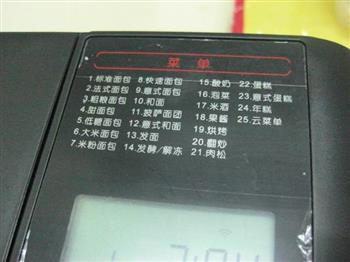 菜单
1.标准面包 8.快速面包 15.酸奶 22.蛋糕
2.法式面包 9.意式面包 16.泡菜 23.意式蛋糕
3.粗粮面包 10.和面 17.米酒 24.年糕
4.甜面包 11.披萨面团 18.果酱 25.云菜单
5.低糖面包 12.意式和面 19.烘烤
6.大米面包 13.发面 20.翻炒
7.米粉面包 14.发酵/解冻 21.肉松